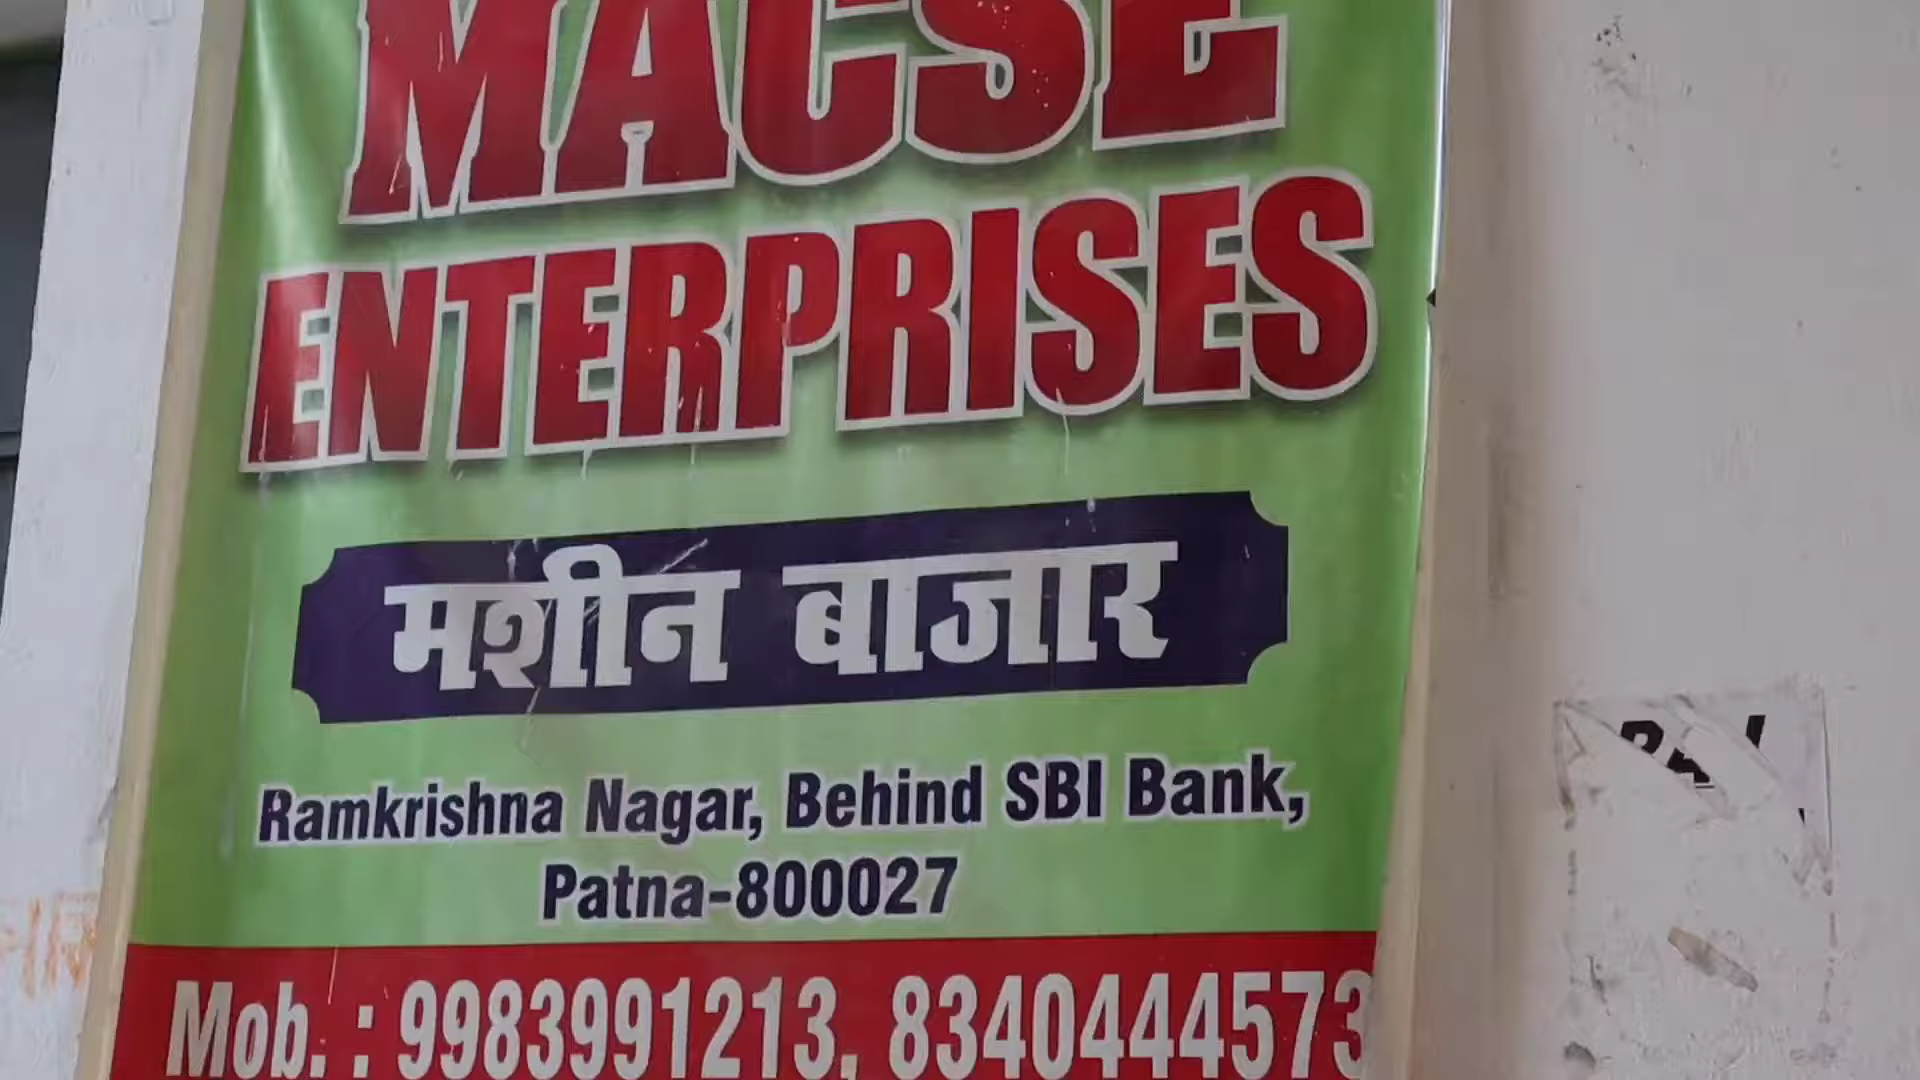 MACSE
ENTERPRISES
मशीन बाजार
Ramkrishna Nagar, Behind SBI Bank,
Patna-800027
Mob. : 9983991213, 8340444573